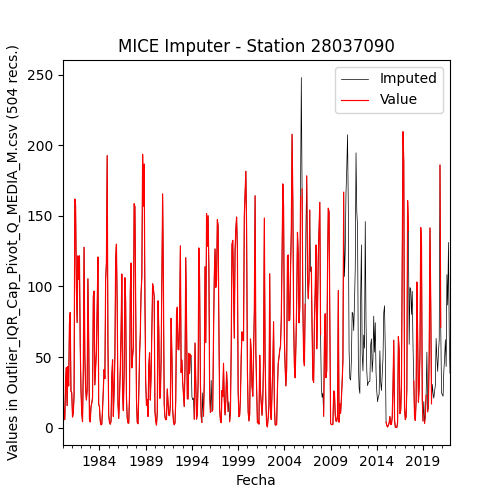 MICE Imputer - Station 28037090
Values in Outlier_IQR_Cap_Pivot_Q_MEDIA_M.csv (504 recs.)
250
200
150
100
50
0
Imputed
Value
1984 1989 1994 1999 2004 2009 2014 2019
Fecha